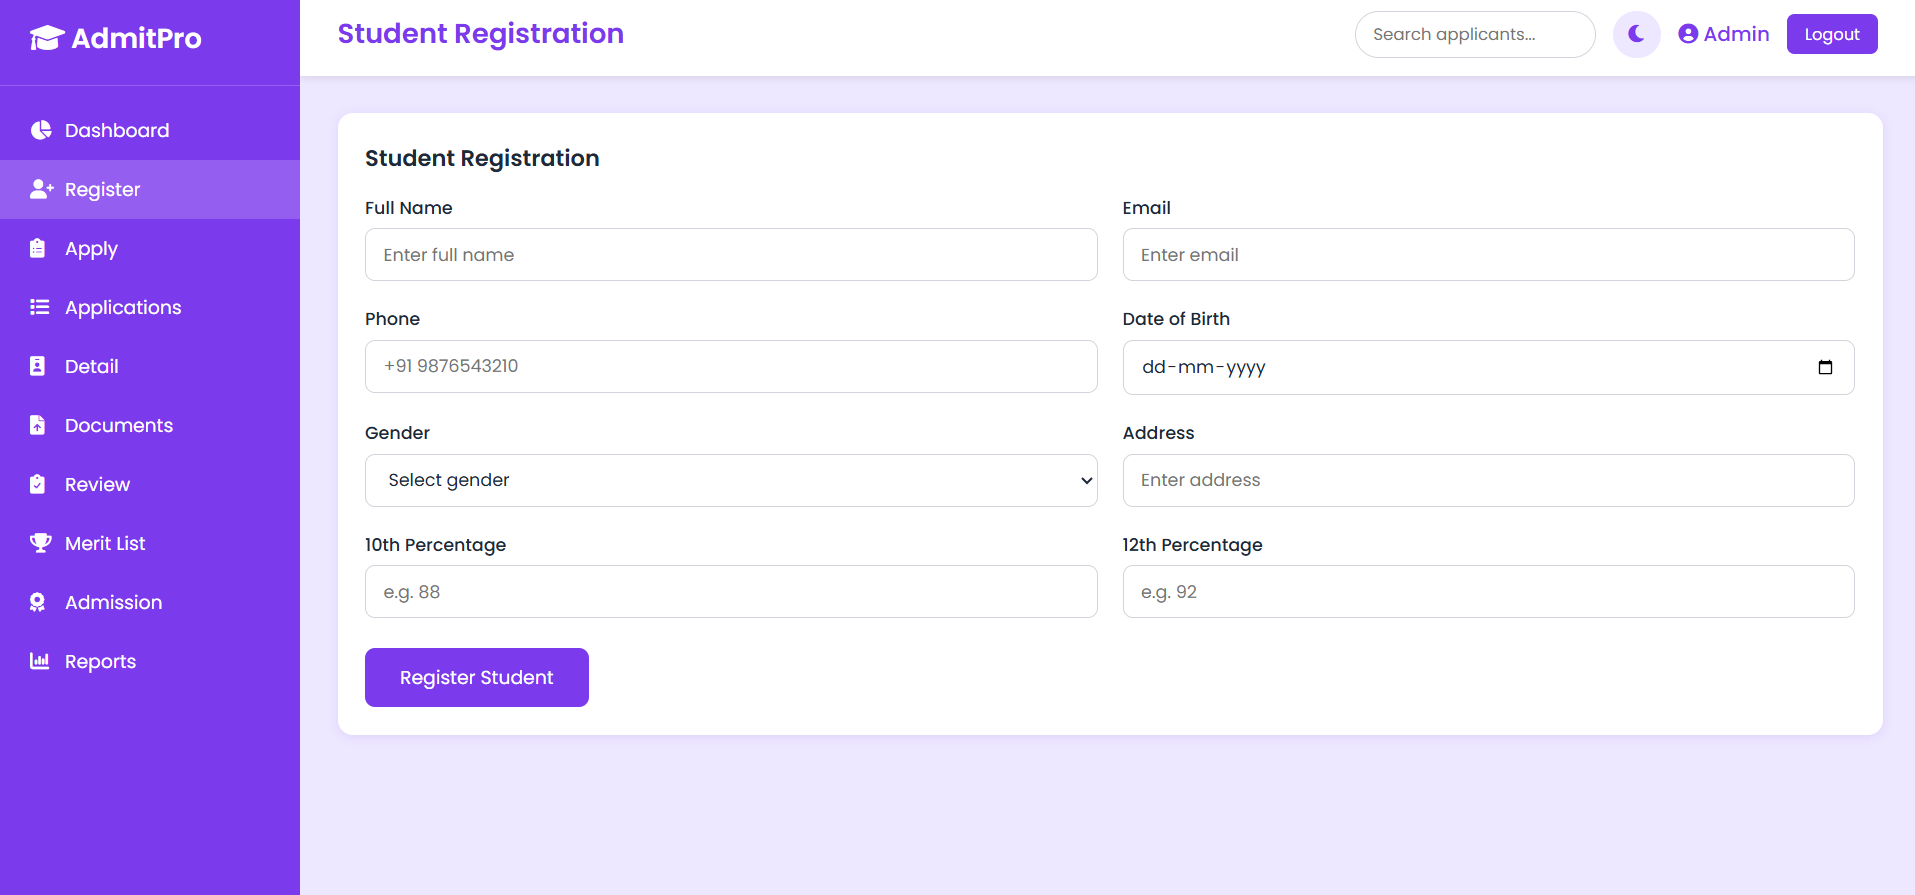 AdmitPro
Dashboard
Register
Apply
Applications
Detail
Documents
Review
Merit List
Admission
Reports
Student Registration
Search applicants...
Admin
Logout
Student Registration
Full Name
Enter full name
Email
Enter email
Phone
+91 9876543210
Date of Birth
dd-mm-yyyy
Gender
Select gender
Address
Enter address
10th Percentage
e.g. 88
12th Percentage
e.g. 92
Register Student